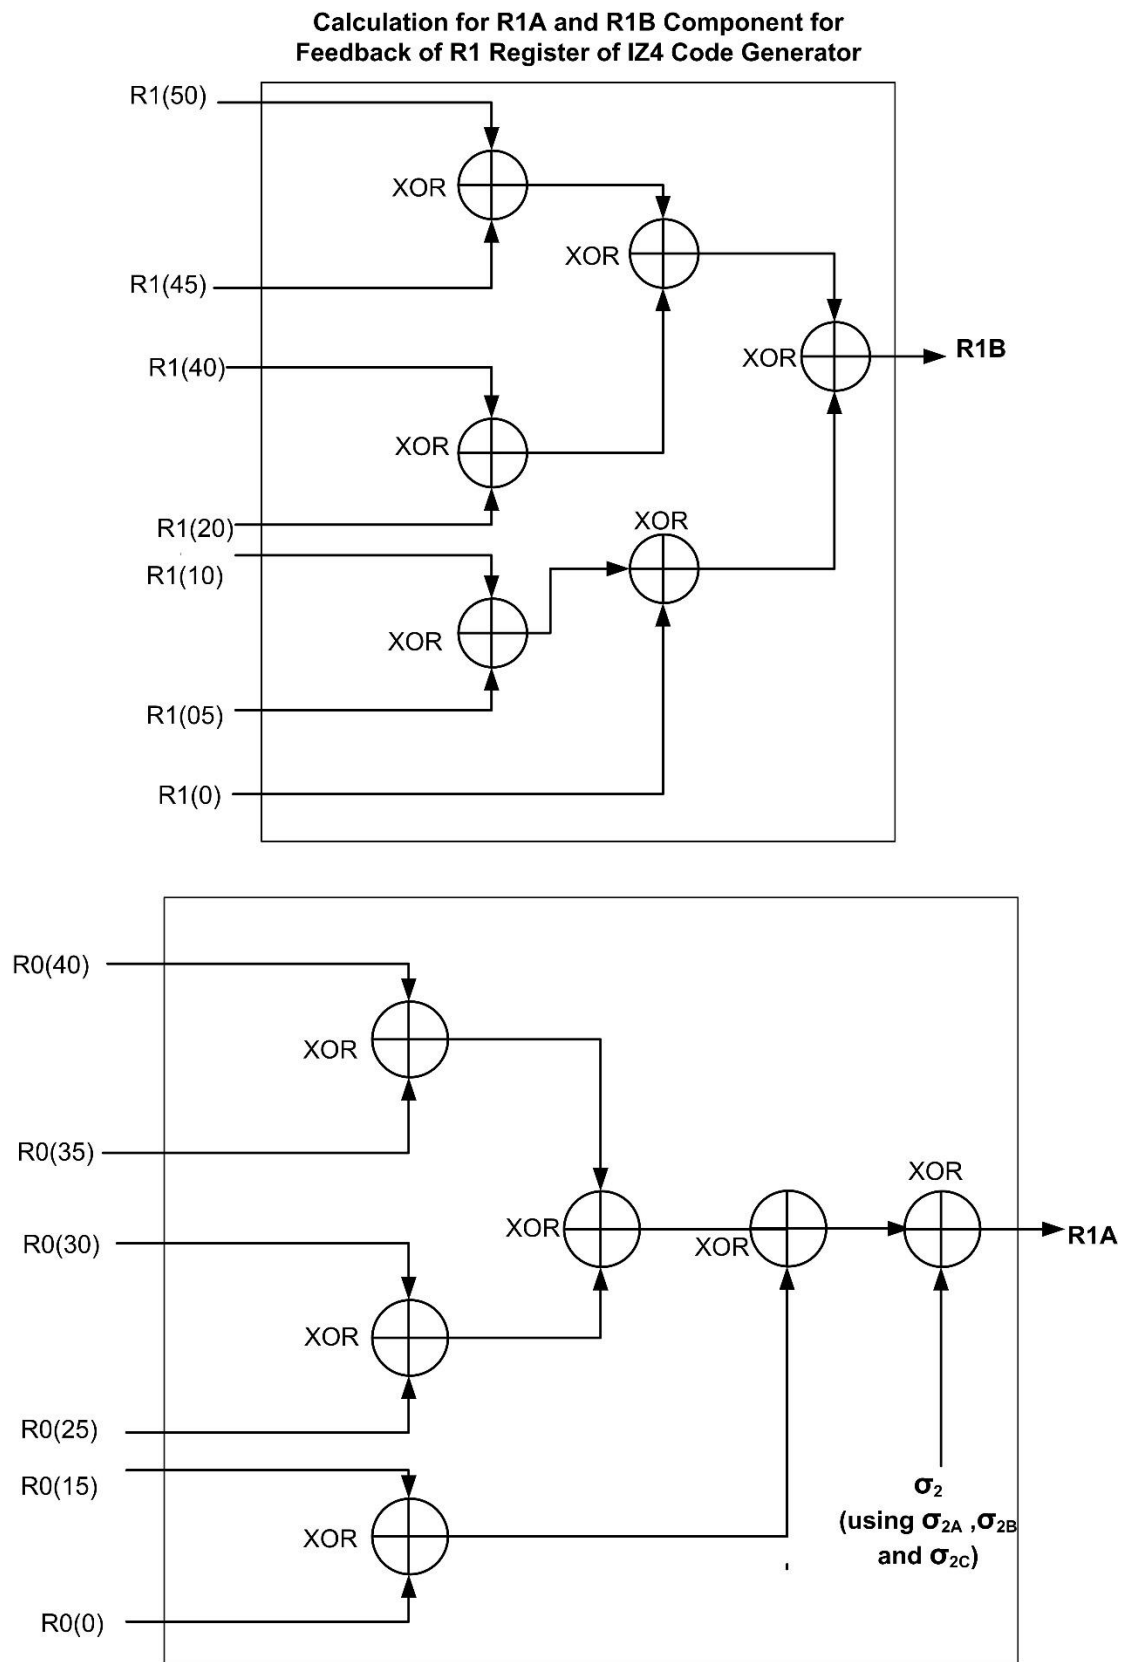 Calculation for R1A and R1B Component for
Feedback of R1 Register of IZ4 Code Generator
R1(50)
XOR
R1(45)
XOR
XOR
R1B
R1(40)
XOR
R1(20)
XOR
R1(10)
XOR
R1(05)
R1(0)
R0(40)
XOR
R0(35)
XOR
XOR
XOR
R1A
R0(30)
XOR
R0(25)
R0(15)
XOR
R0(0)
σ2
(using σ2A ,σ2B
and σ2C)